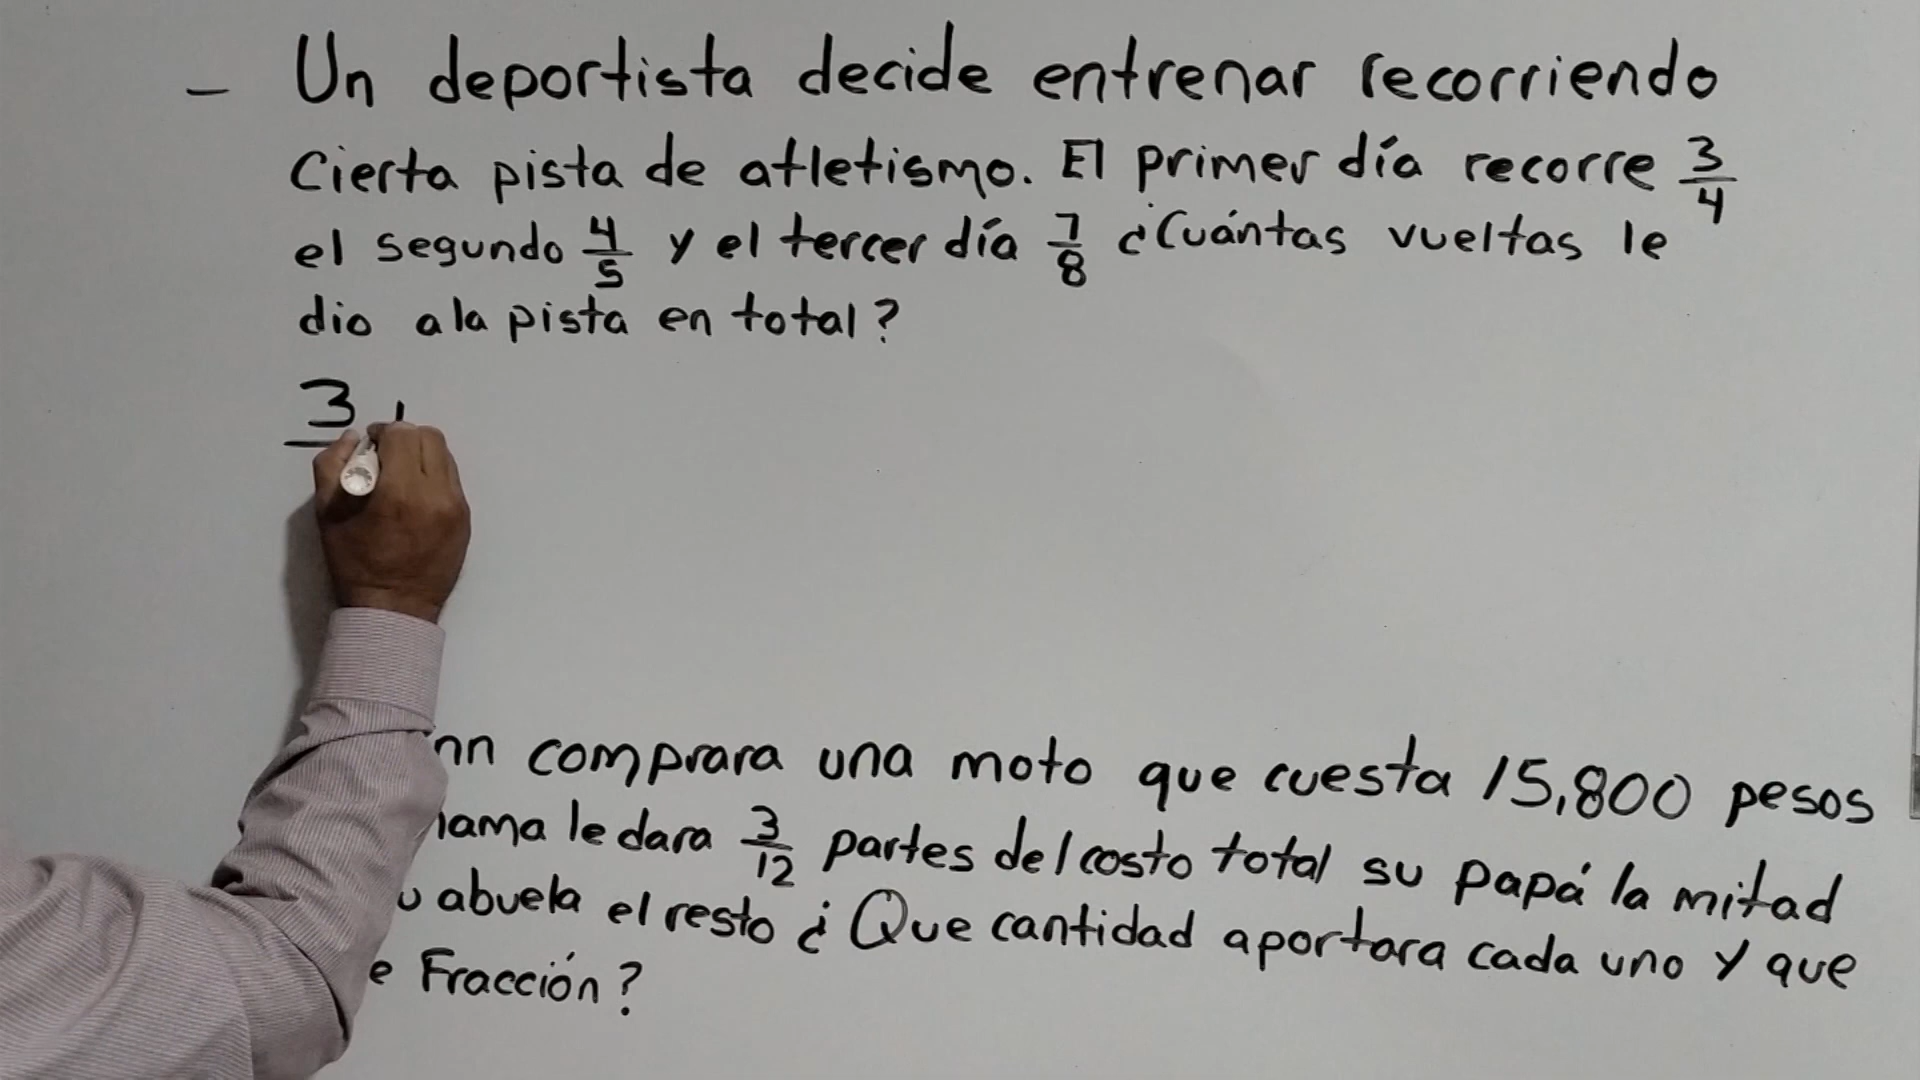 - Un deportista decide entrenar recorriendo
Cierta pista de atletismo. El primer día recorre 3/4
el segundo 4/5 y el tercer día 7/8 ¿Cuántas vueltas le
dio a la pista en total?
3
comprara una moto que cuesta 15,800 pesos
le dara 3/12 partes del costo total su papá la mitad
abuela el resto ¿ Que cantidad aportara cada uno y que
Fracción?